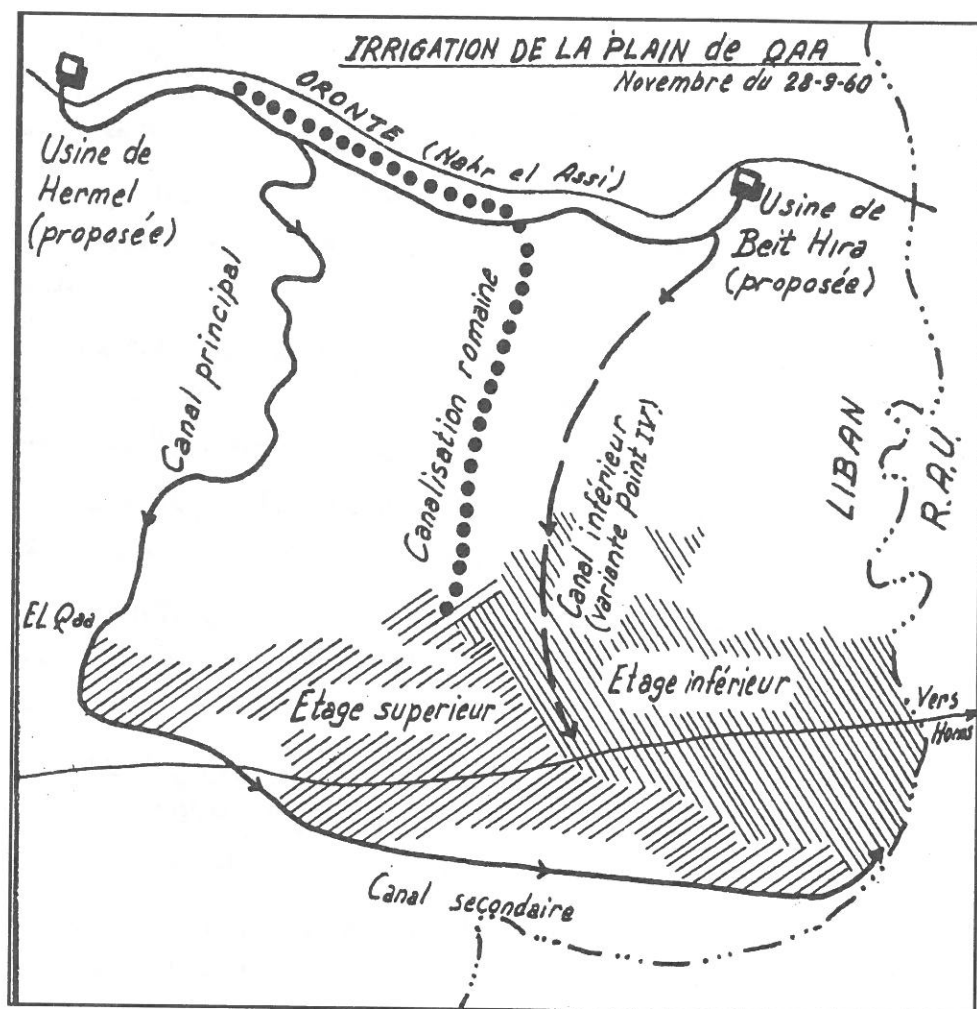 IRRIGATION DE LA PLAIN de QAA
Novembre du 28-9-60
ORONTE (Nahr el Assi)
Usine de
Hermel
(proposée)
Usine de
Beit Hira
(proposée)
Canal principal
Canalisation romaine
Canal inférieur
(variante Point IV)
LIBAN
R.A.U.
EL Qaa
Etage superieur
Etage inférieur
Vers
Homs
Canal secondaire